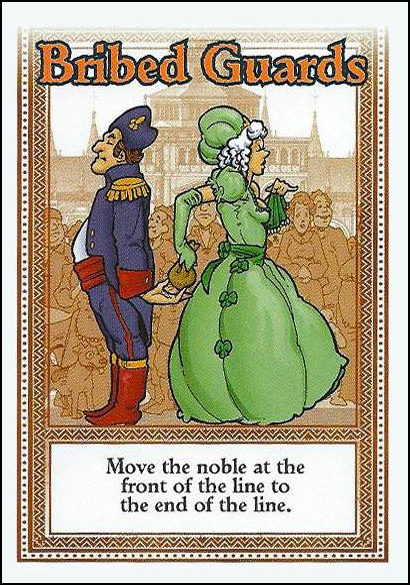 Bribed Guards
Move the noble at the
front of the line to
the end of the line.